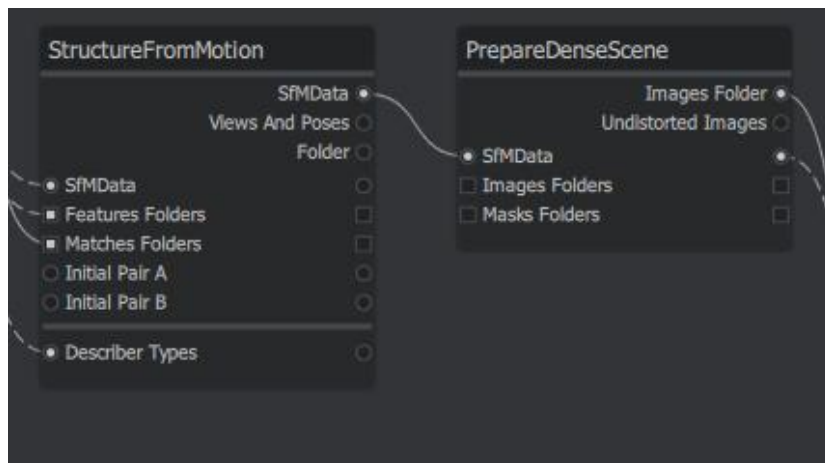 StructureFromMotion
SfMData
Views And Poses
Folder
SfMData
Features Folders
Matches Folders
Initial Pair A
Initial Pair B
Describer Types
PrepareDenseScene
Images Folder
Undistorted Images
SfMData
Images Folders
Masks Folders